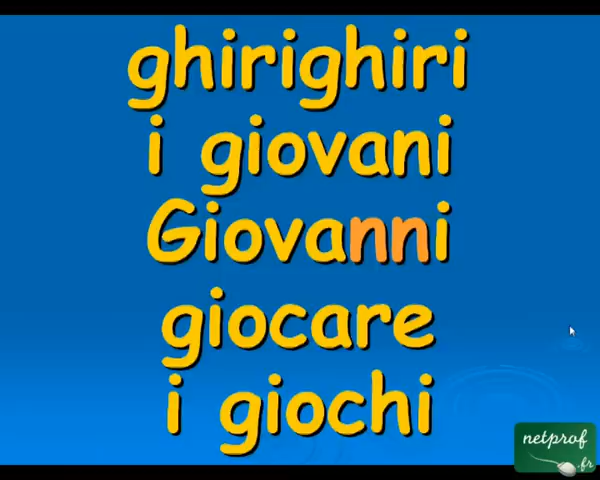 ghirighiri
i giovani
Giovanni
giocare
i giochi
netprof
.fr